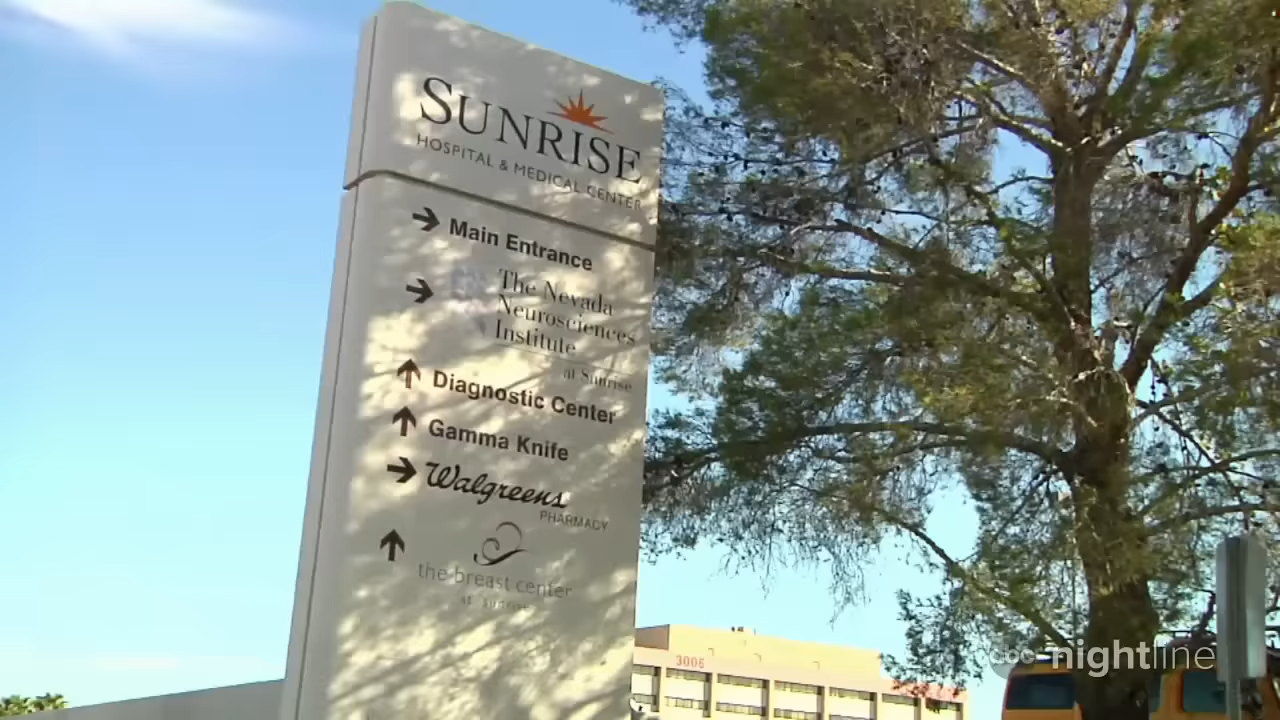 SUNRISE
HOSPITAL & MEDICAL CENTER
Main Entrance
The Nevada
Neurosciences
Institute
at Sunrise
Diagnostic Center
Gamma Knife
Walgreens
PHARMACY
the breast center
at sunrise
3006
abc nightline